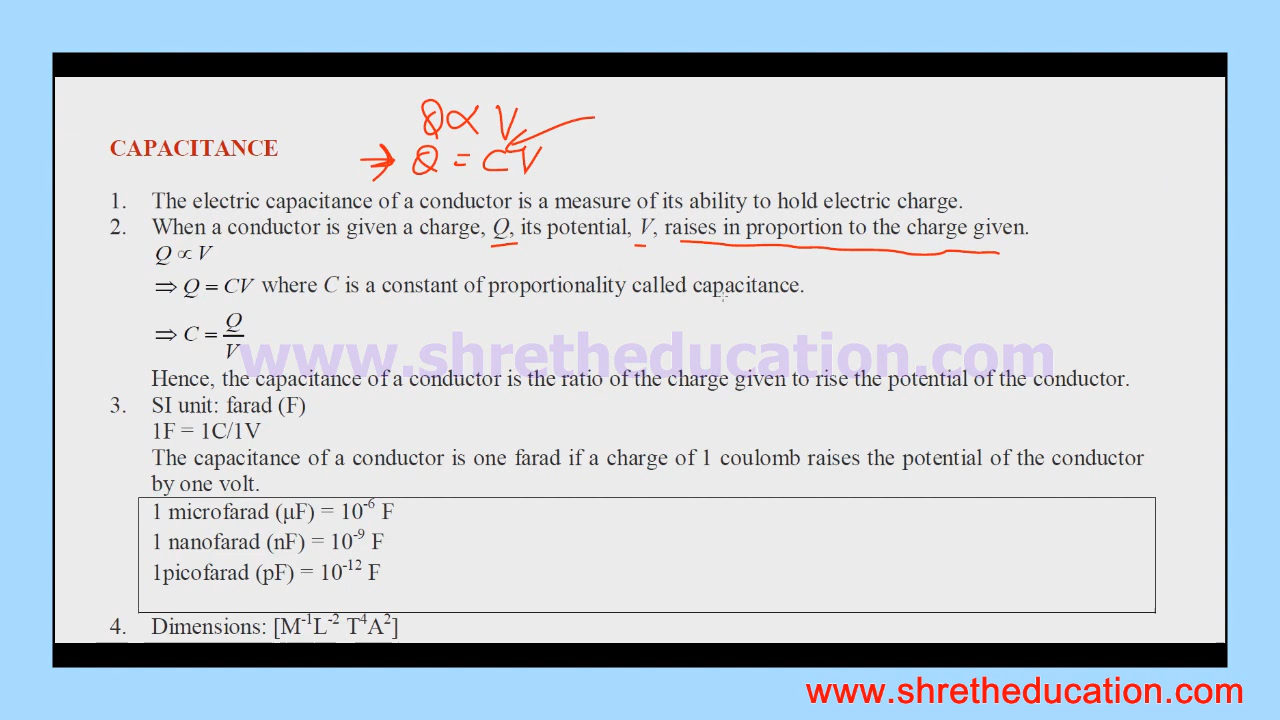 Q ∝ V
CAPACITANCE
⇒ Q = CV
1. The electric capacitance of a conductor is a measure of its ability to hold electric charge.
2. When a conductor is given a charge, Q, its potential, V, raises in proportion to the charge given.
Q ∝ V
⇒ Q = CV where C is a constant of proportionality called capacitance.
⇒ C = Q/V
www.shretheducation.com
Hence, the capacitance of a conductor is the ratio of the charge given to rise the potential of the conductor.
3. SI unit: farad (F)
1F = 1C/1V
The capacitance of a conductor is one farad if a charge of 1 coulomb raises the potential of the conductor
by one volt.
1 microfarad (μF) = 10⁻⁶ F
1 nanofarad (nF) = 10⁻⁹ F
1picofarad (pF) = 10⁻¹² F
4. Dimensions: [M⁻¹L⁻² T⁴A²]
www.shretheducation.com